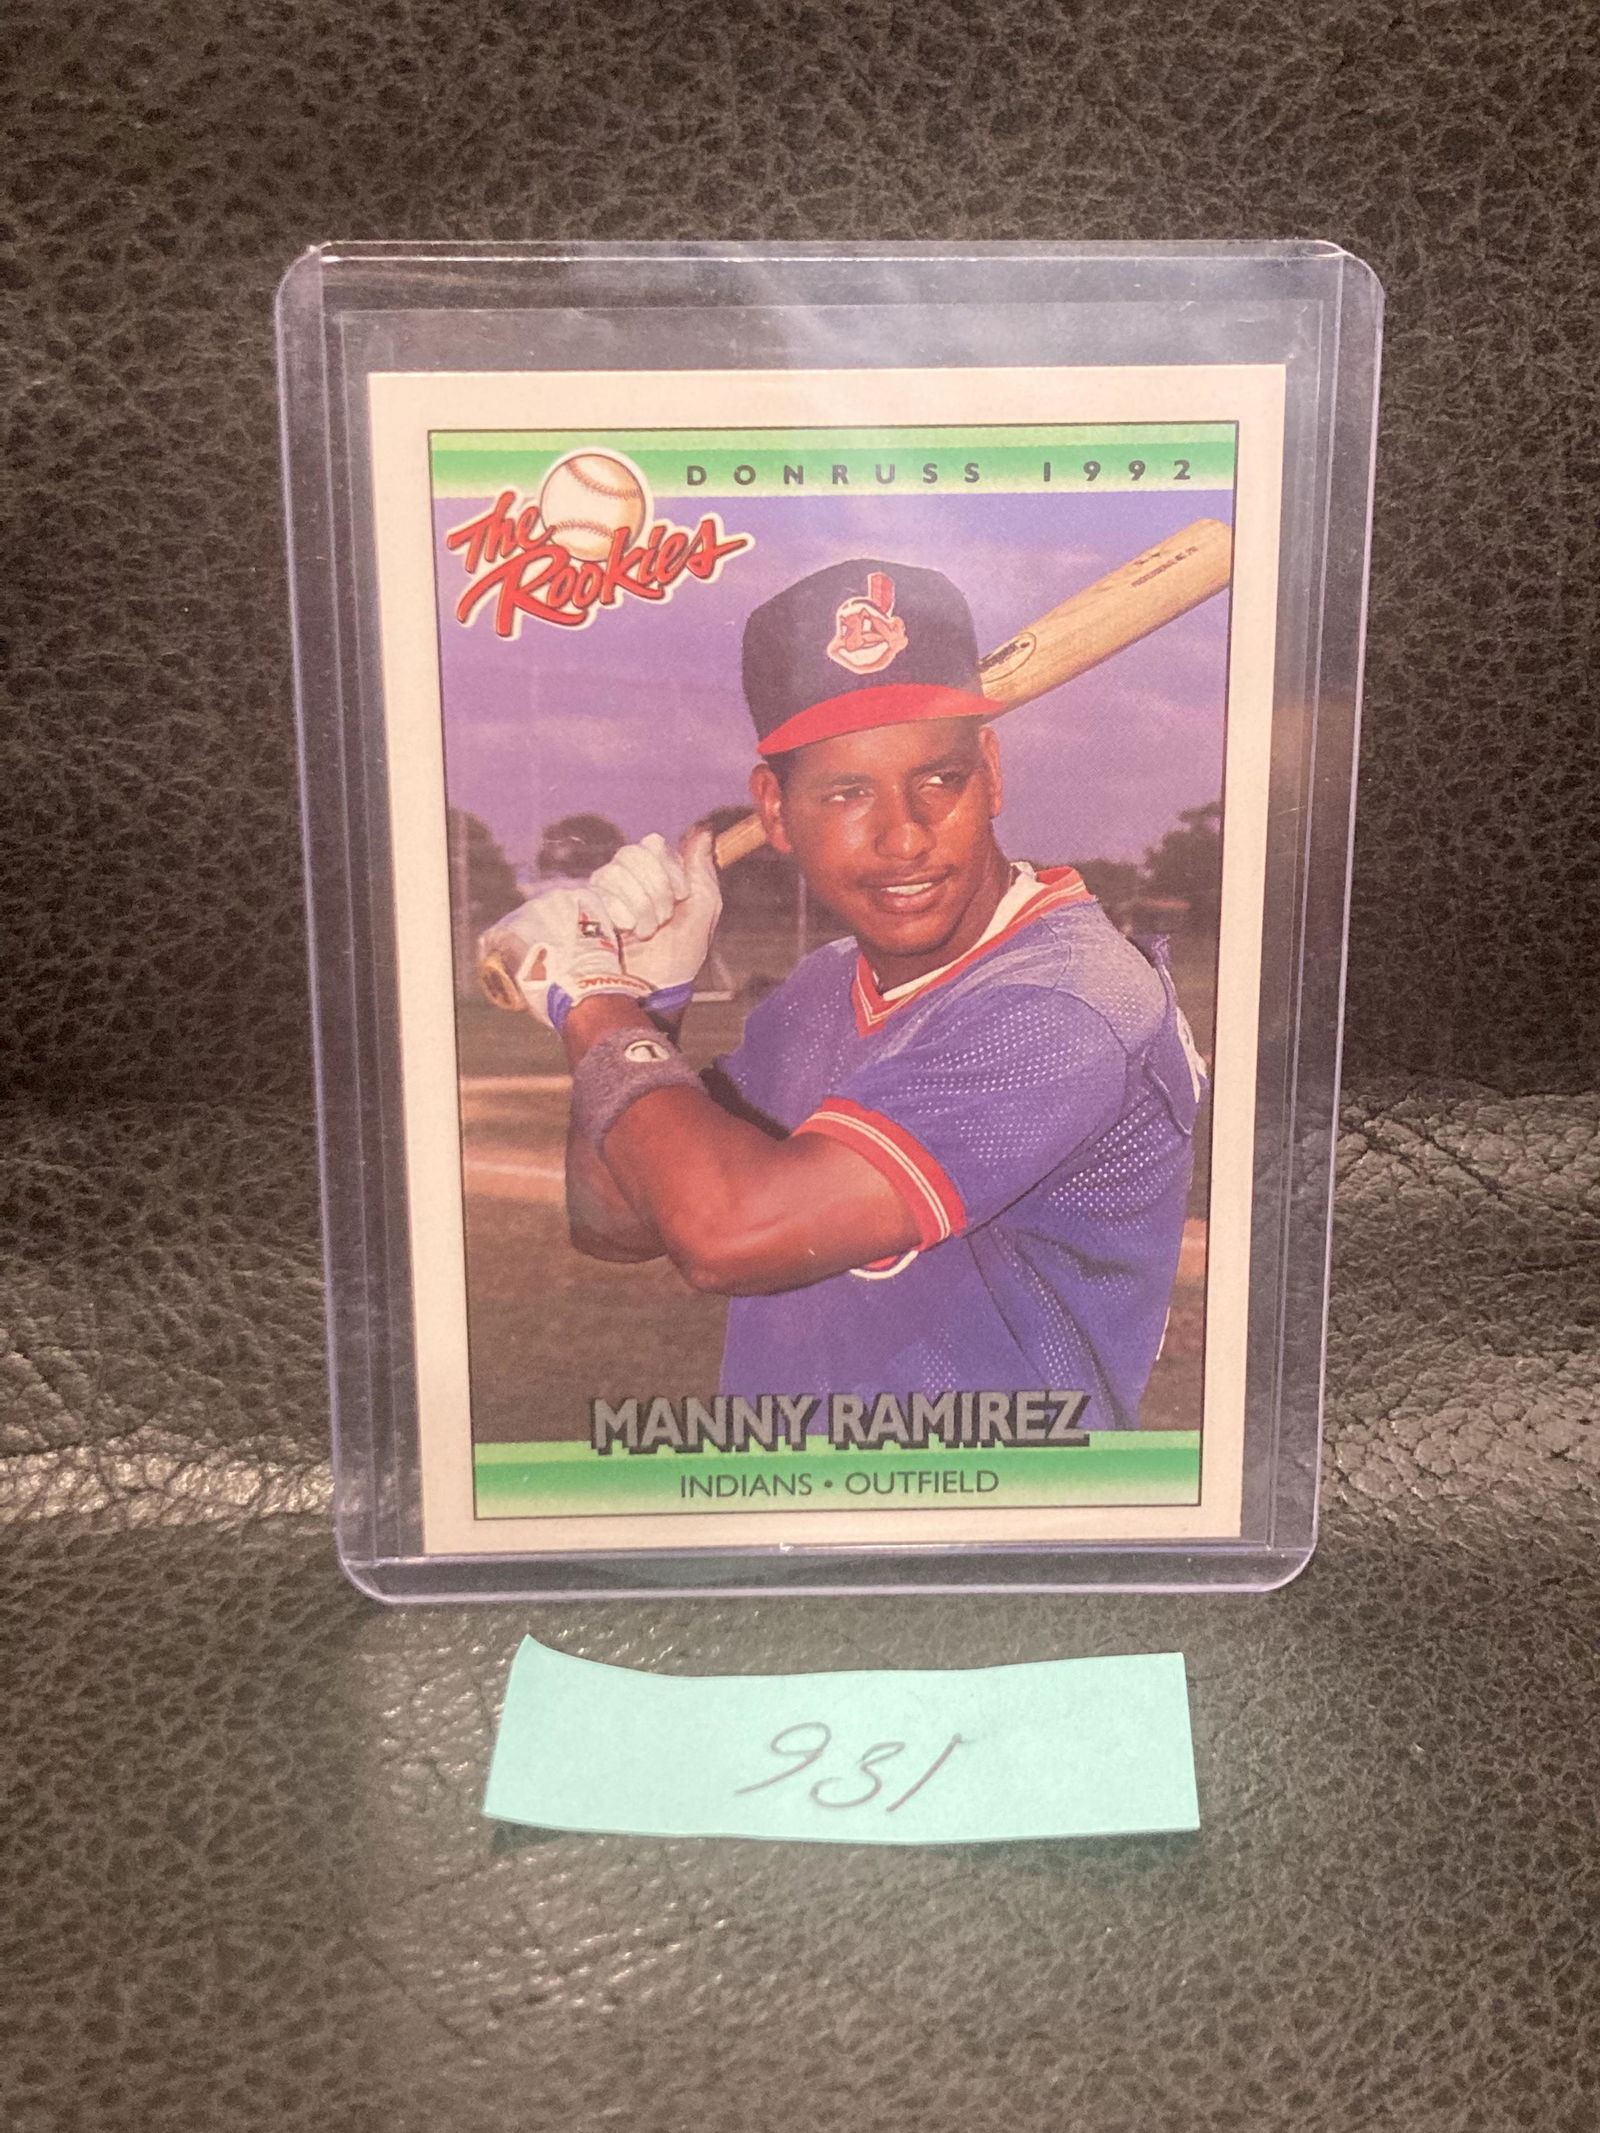 DONRUSS 1992
The
Rookies
MANNY RAMIREZ
INDIANS • OUTFIELD
931